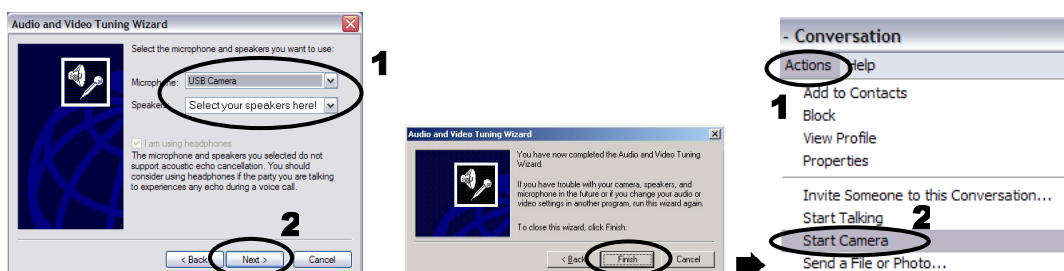 Audio and Video Tuning Wizard
Select the microphone and speakers you want to use:
Microphone: USB Camera
Speakers: Select your speakers here!
1
I am using headphones
The microphone and speakers you selected do not
support acoustic echo cancellation. You should
consider using headphones if the party you are talking
to experiences any echo during a voice call.
2
< Back
Next >
Cancel
Audio and Video Tuning Wizard
You have now completed the Audio and Video Tuning
Wizard.
If you have trouble with your camera, speakers, and
microphone in the future or if you change your audio or
video settings in another program, run this wizard again.
To close this wizard, click Finish.
< Back
Finish
Cancel
- Conversation
Actions Help
1
Add to Contacts
Block
View Profile
Properties
Invite Someone to this Conversation...
Start Talking
2
Start Camera
Send a File or Photo...